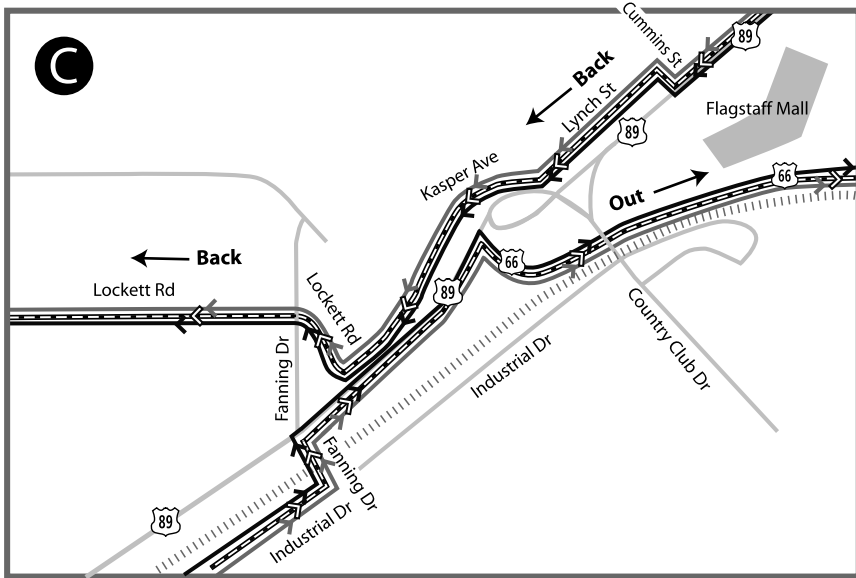 C
Cummins St
89
Back
Lynch St
89
Flagstaff Mall
Kasper Ave
66
Out
Back
66
Lockett Rd
Lockett Rd
89
Country Club Dr
Industrial Dr
Fanning Dr
Fanning Dr
89
Industrial Dr